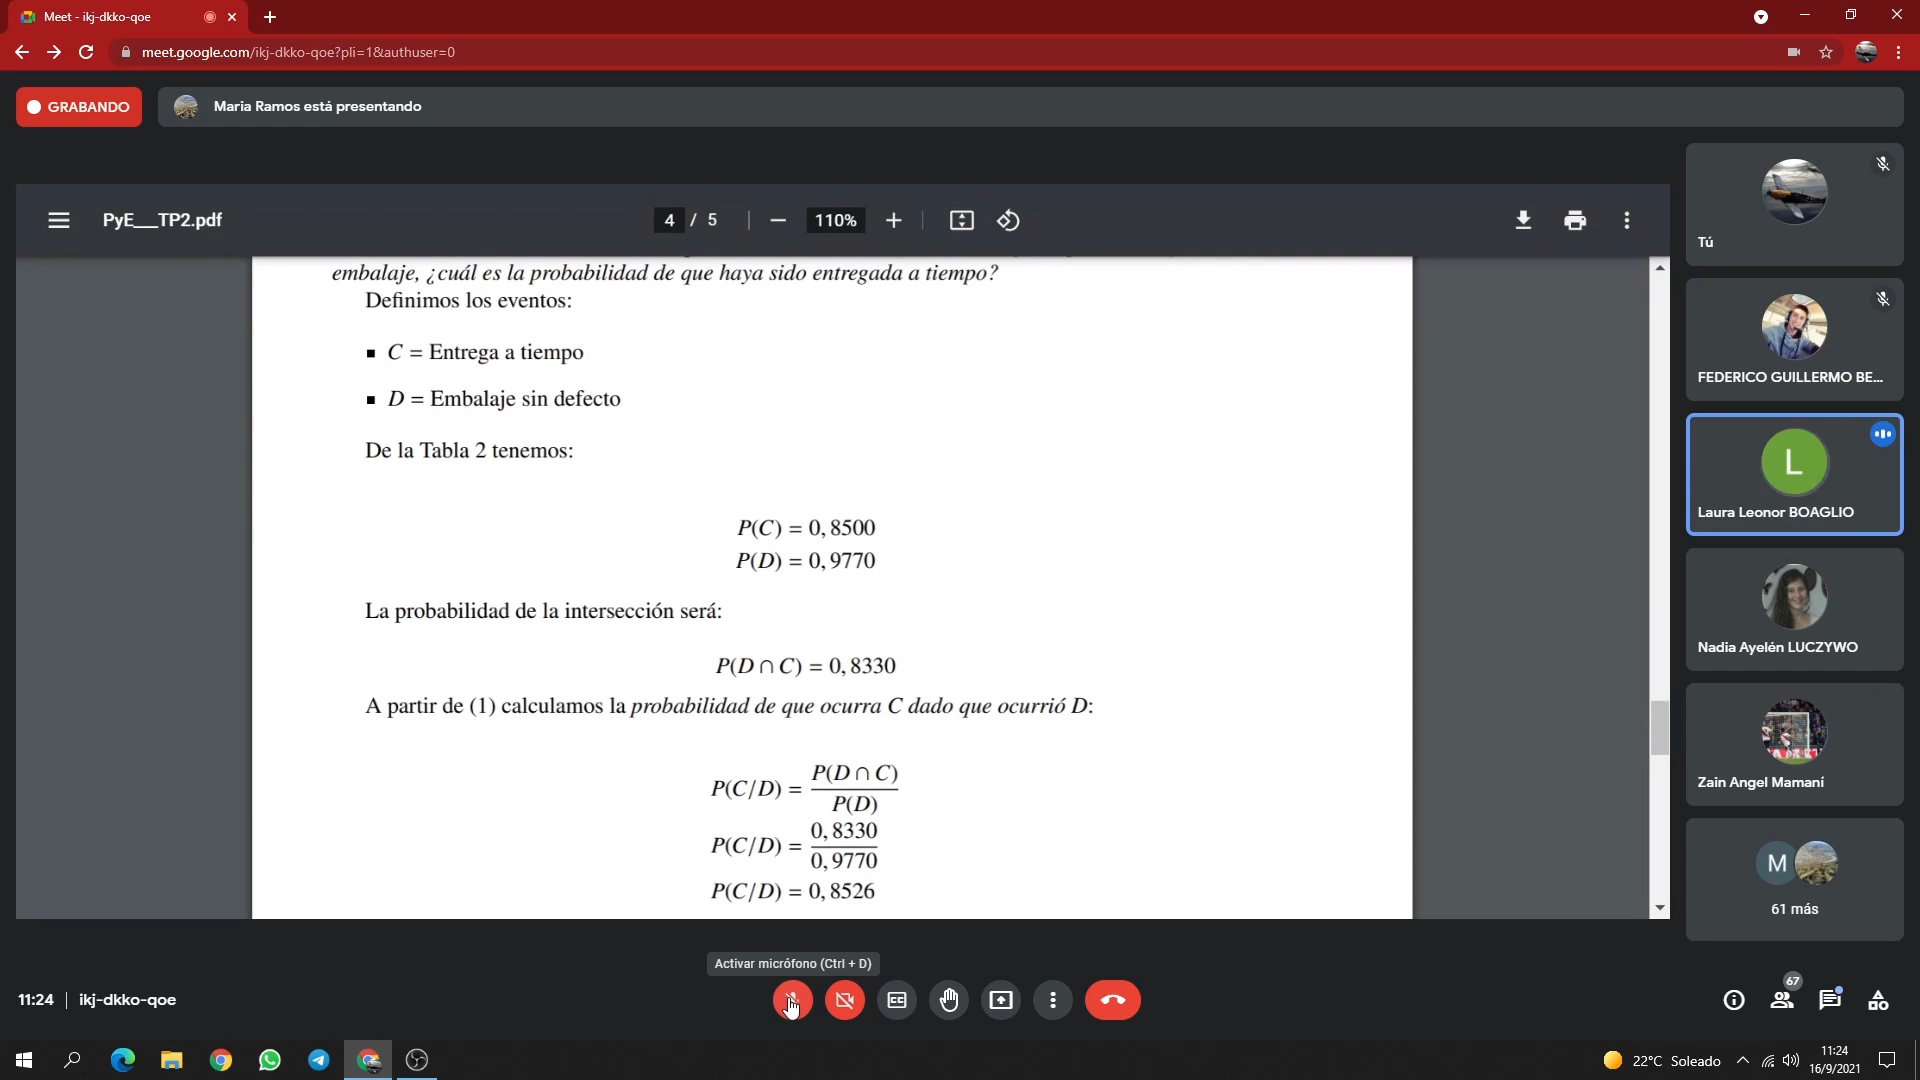 Meet - ikj-dkko-qoe
meet.google.com/ikj-dkko-qoe?pli=1&authuser=0
GRABANDO
Maria Ramos está presentando
PyE___TP2.pdf
4 / 5
110%
embalaje, ¿cuál es la probabilidad de que haya sido entregada a tiempo?
Definimos los eventos:
▪ C = Entrega a tiempo
▪ D = Embalaje sin defecto
De la Tabla 2 tenemos:
P(C) = 0, 8500
P(D) = 0, 9770
La probabilidad de la intersección será:
P(D ∩ C) = 0, 8330
A partir de (1) calculamos la probabilidad de que ocurra C dado que ocurrió D:
P(C/D) = P(D ∩ C) / P(D)
P(C/D) = 0, 8330 / 0, 9770
P(C/D) = 0, 8526
Tú
FEDERICO GUILLERMO BE...
L
Laura Leonor BOAGLIO
Nadia Ayelén LUCZYWO
Zain Angel Mamaní
M
61 más
Activar micrófono (Ctrl + D)
11:24 | ikj-dkko-qoe
67
22°C Soleado
11:24
16/9/2021